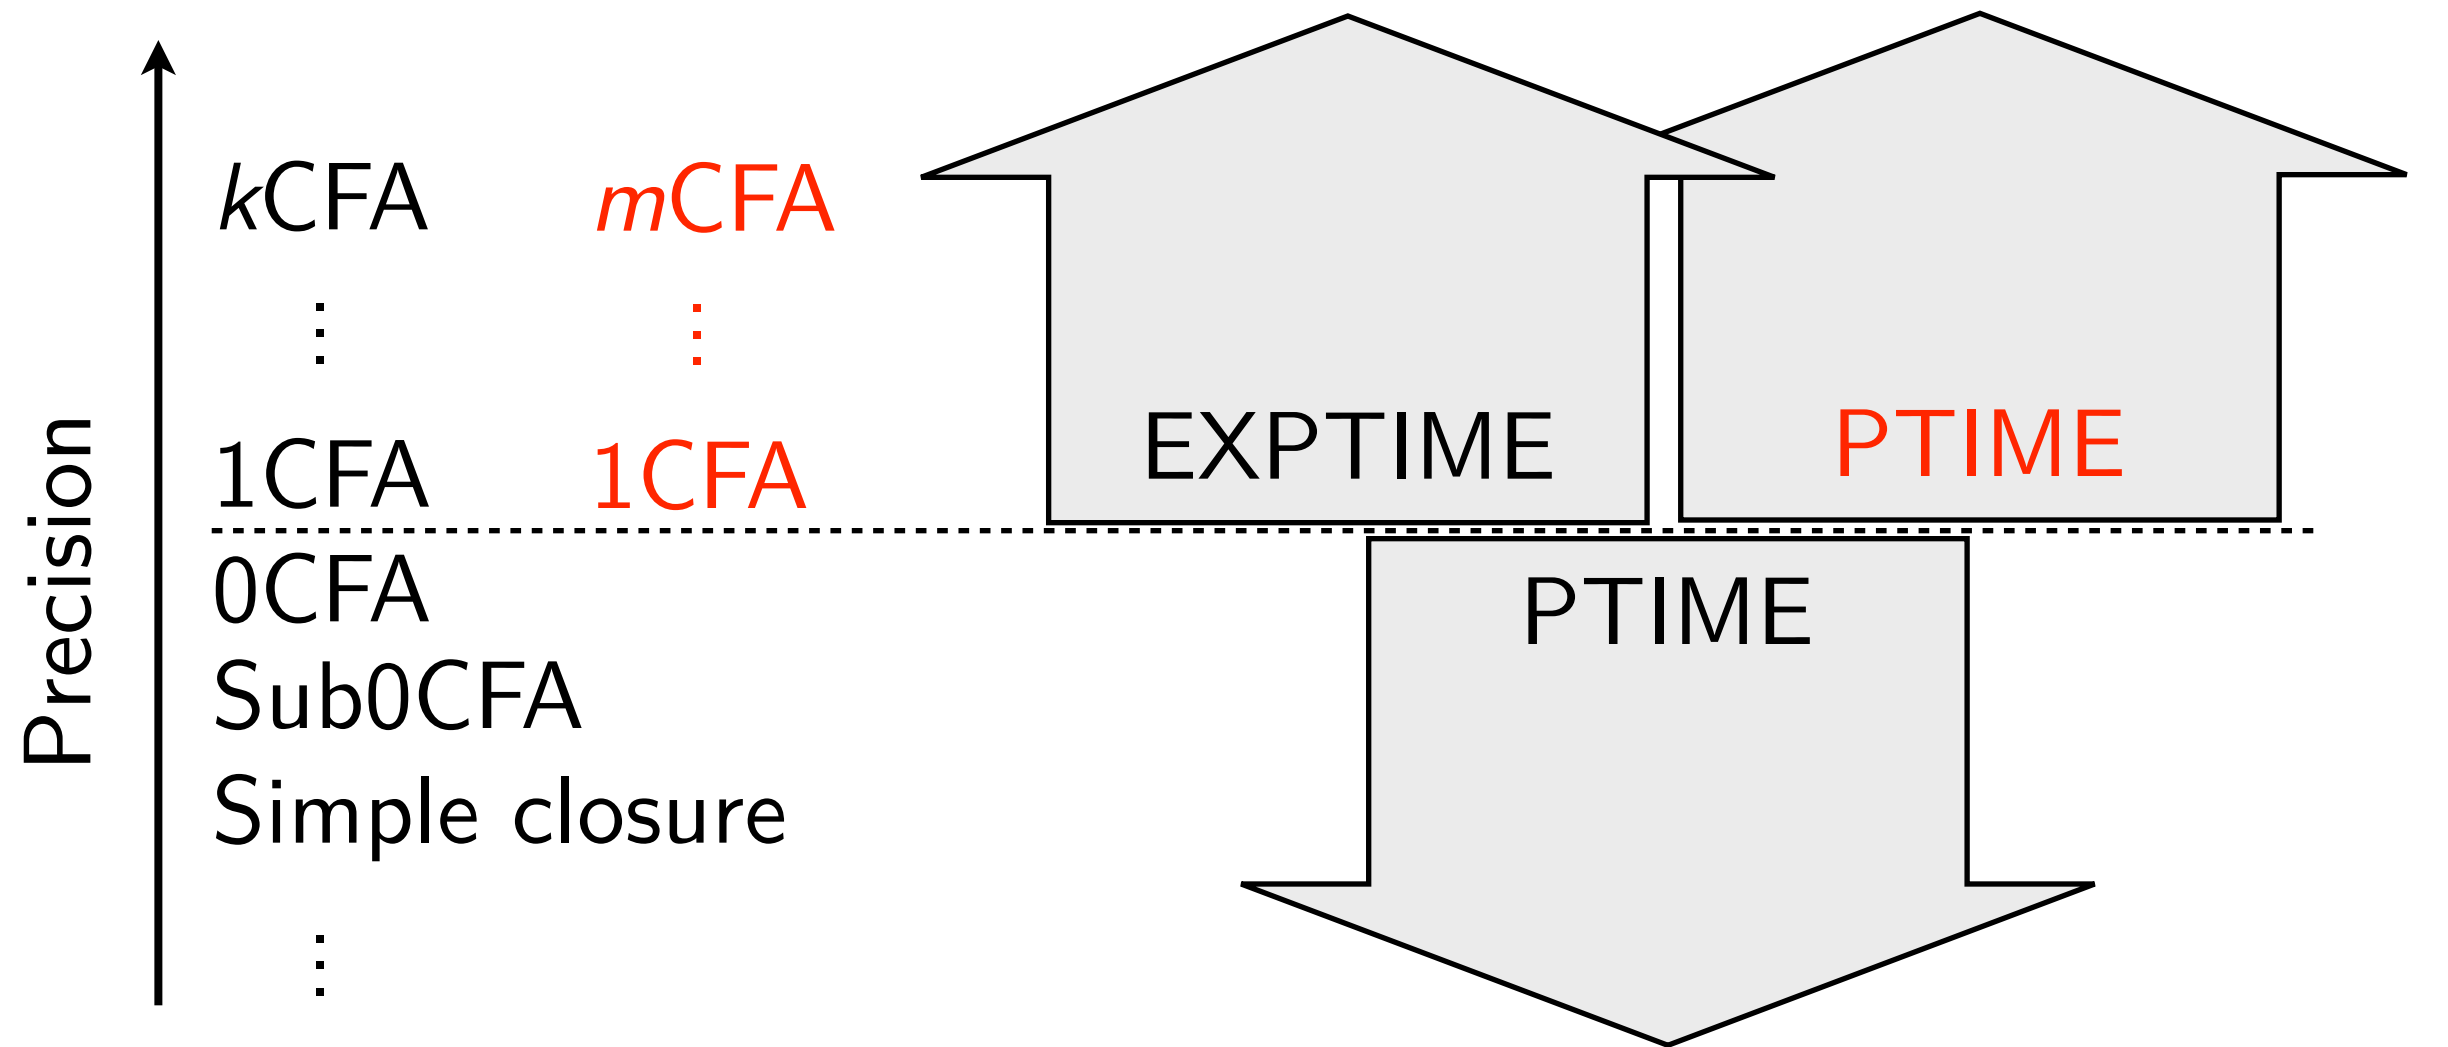 Precision
kCFA mCFA
⋮ ⋮
1CFA 1CFA
EXPTIME PTIME
0CFA
PTIME
Sub0CFA
Simple closure
⋮